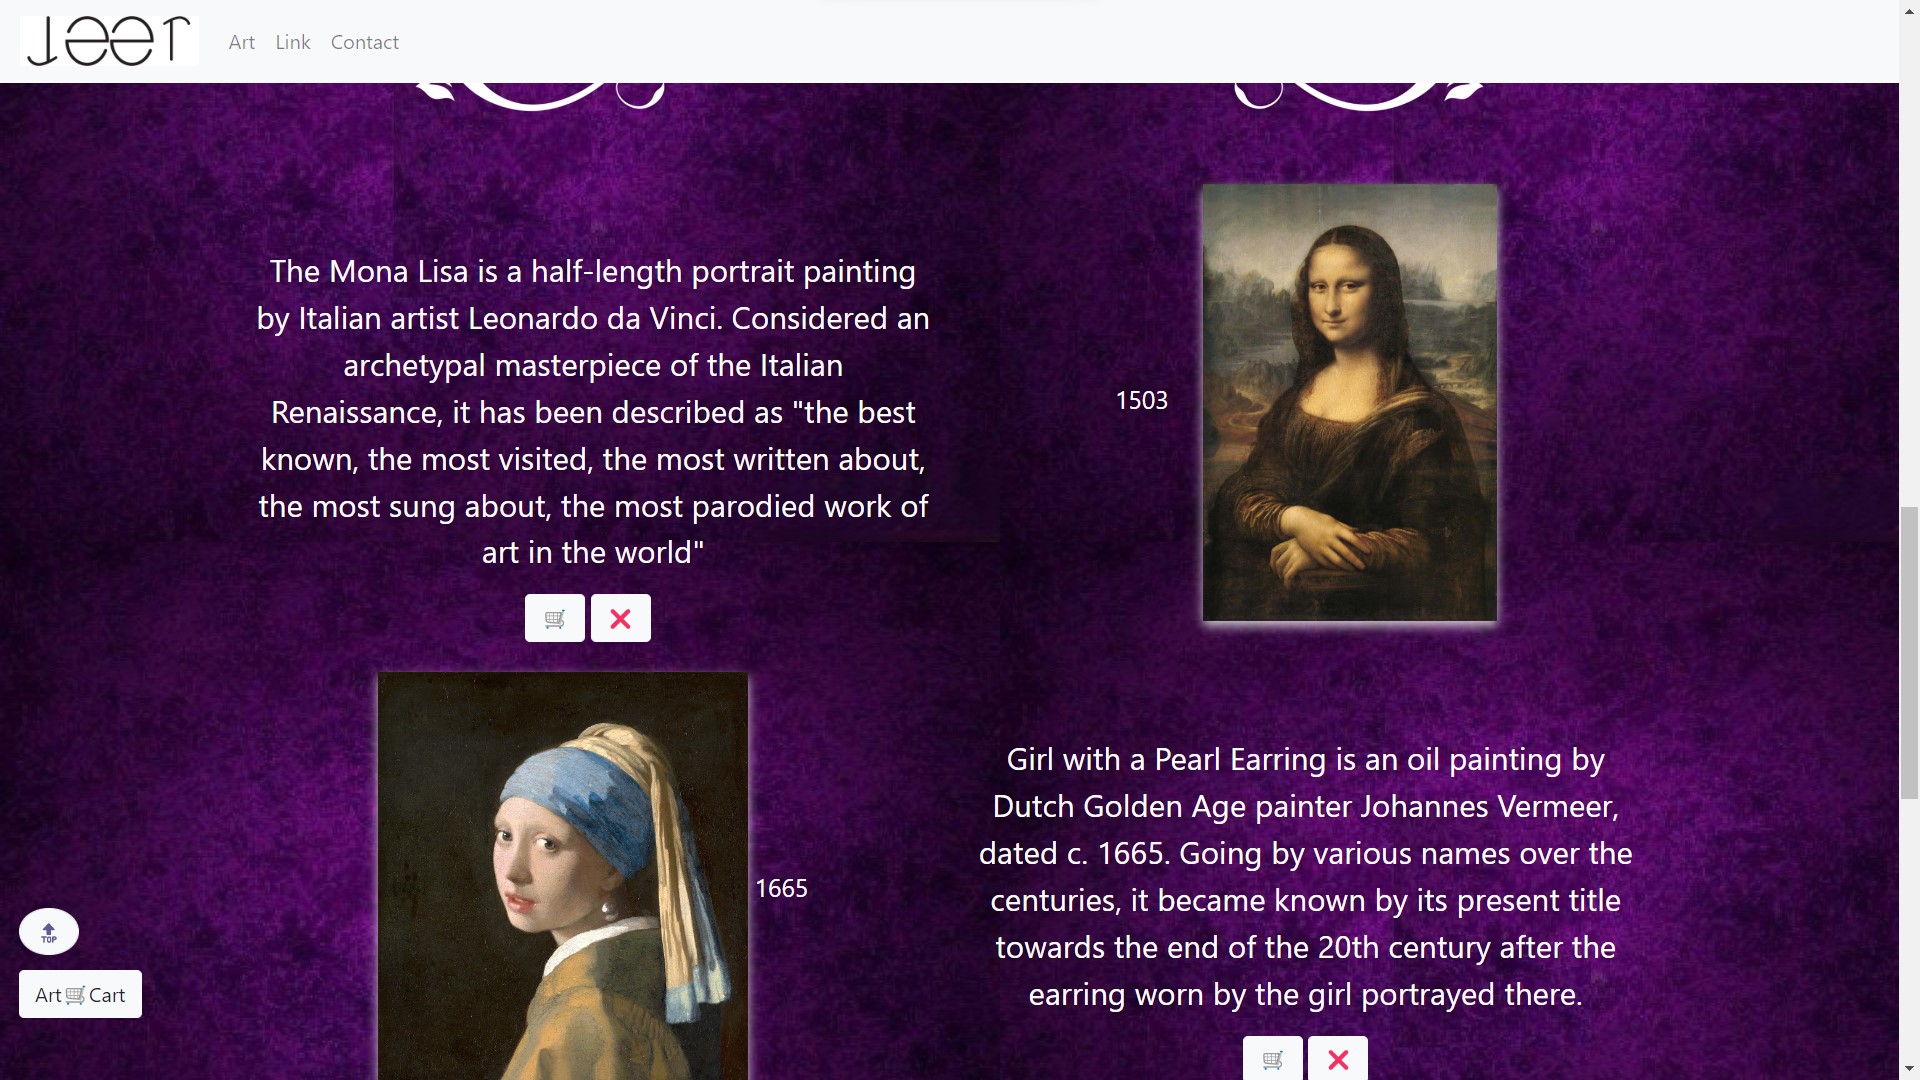 Jeet
Art
Link
Contact
The Mona Lisa is a half-length portrait painting
by Italian artist Leonardo da Vinci. Considered an
archetypal masterpiece of the Italian
Renaissance, it has been described as "the best
known, the most visited, the most written about,
the most sung about, the most parodied work of
art in the world"
1503
1665
Girl with a Pearl Earring is an oil painting by
Dutch Golden Age painter Johannes Vermeer,
dated c. 1665. Going by various names over the
centuries, it became known by its present title
towards the end of the 20th century after the
earring worn by the girl portrayed there.
TOP
Art🛒Cart